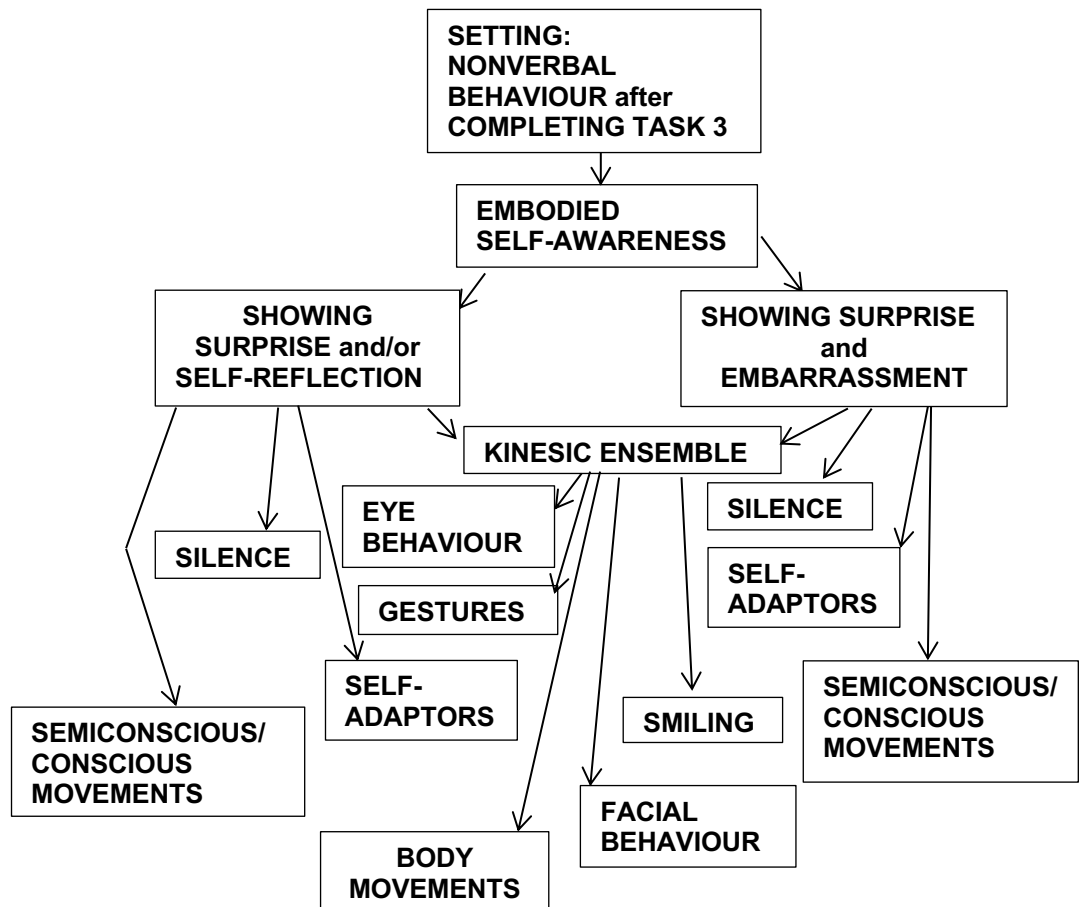 SETTING:
NONVERBAL
BEHAVIOUR after
COMPLETING TASK 3
EMBODIED
SELF-AWARENESS
SHOWING
SURPRISE and/or
SELF-REFLECTION
SHOWING SURPRISE
and
EMBARRASSMENT
KINESIC ENSEMBLE
EYE
BEHAVIOUR
SILENCE
SILENCE
SELF-
ADAPTORS
GESTURES
SELF-
ADAPTORS
SEMICONSCIOUS/
CONSCIOUS
MOVEMENTS
SMILING
SEMICONSCIOUS/
CONSCIOUS
MOVEMENTS
FACIAL
BEHAVIOUR
BODY
MOVEMENTS